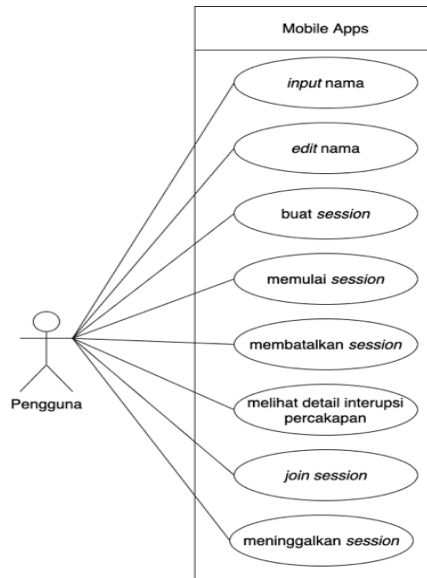 Mobile Apps
input nama
edit nama
buat session
memulai session
membatalkan session
melihat detail interupsi
percakapan
join session
meninggalkan session
Pengguna